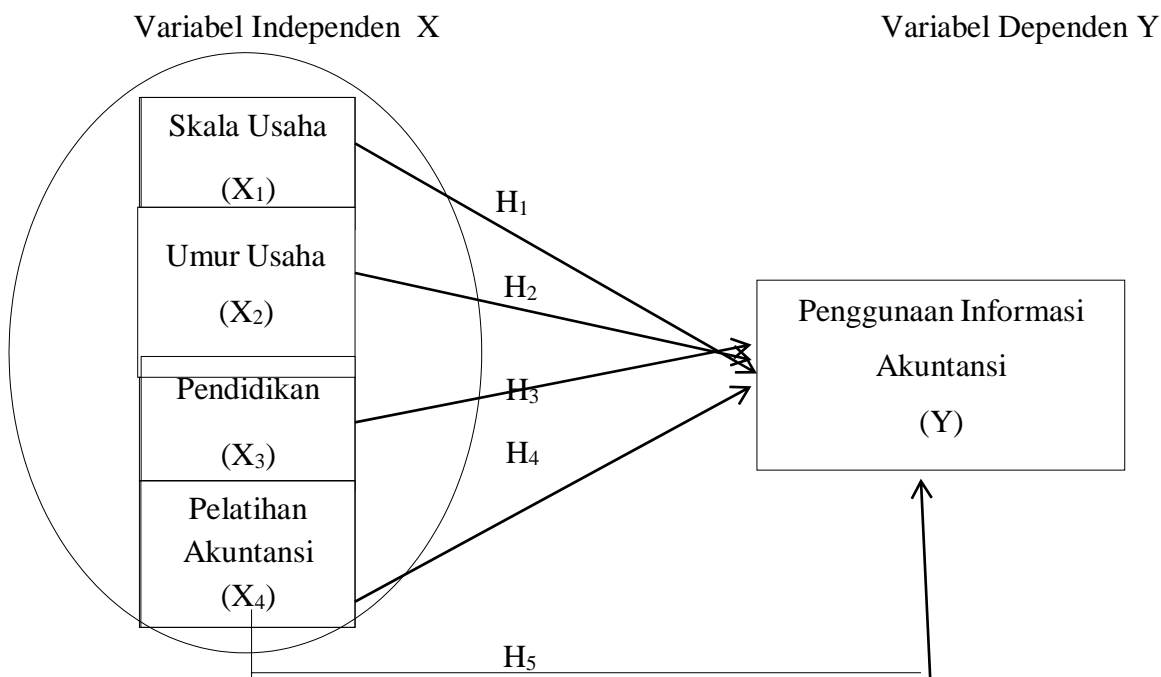 Variabel Independen X
Variabel Dependen Y
Skala Usaha
(X₁)
H₁
Umur Usaha
(X₂)
H₂
Pendidikan
(X₃)
H₃
Pelatihan
Akuntansi
(X₄)
H₄
H₅
Penggunaan Informasi
Akuntansi
(Y)